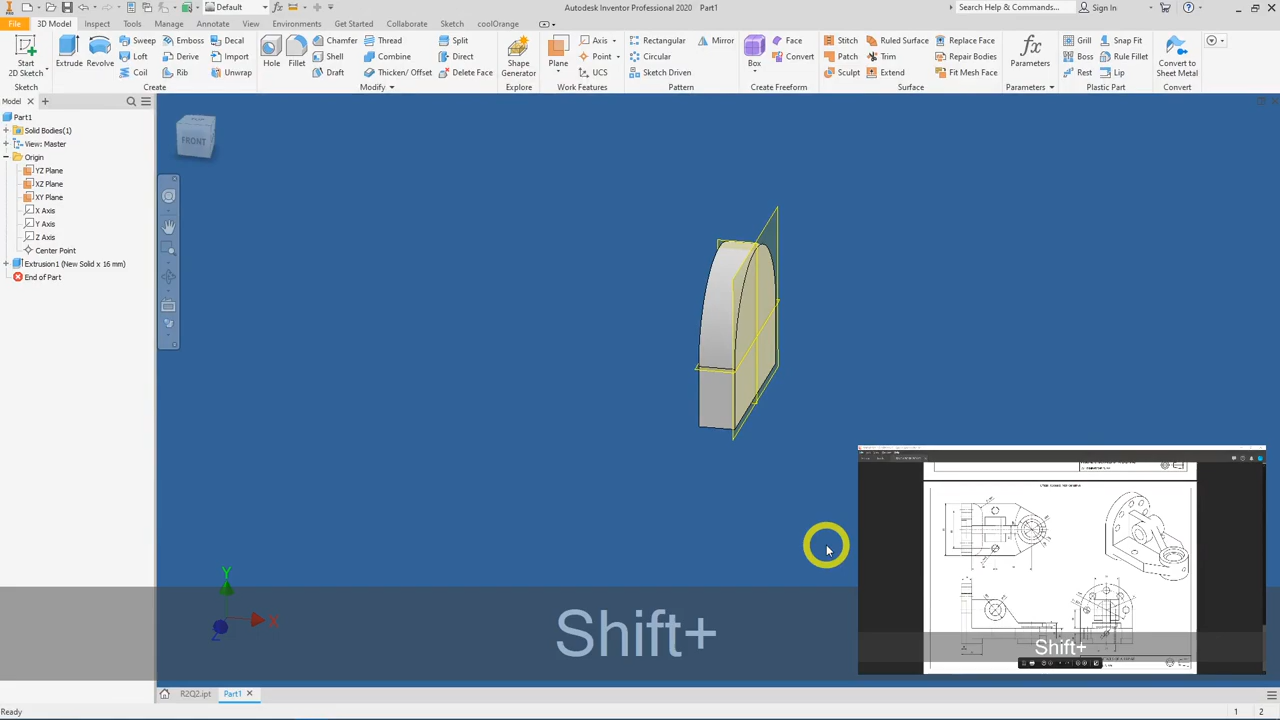 Default
Autodesk Inventor Professional 2020 Part1
Search Help & Commands...
Sign In
File 3D Model Inspect Tools Manage Annotate View Environments Get Started Collaborate Sketch coolOrange
Start
2D Sketch
Sketch
Extrude Revolve
Sweep Emboss Decal
Loft Derive Import
Coil Rib Unwrap
Create
Hole Fillet
Chamfer Thread Split
Shell Combine Direct
Draft Thicken/ Offset Delete Face
Modify
Shape
Generator
Explore
Plane
Axis
Point
UCS
Work Features
Rectangular Mirror
Circular
Sketch Driven
Pattern
Box
Face
Convert
Create Freeform
Stitch Ruled Surface Replace Face
Patch Trim Repair Bodies
Sculpt Extend Fit Mesh Face
Surface
Parameters
Parameters
Grill Snap Fit
Boss Rule Fillet
Rest Lip
Plastic Part
Convert to
Sheet Metal
Convert
Model
Part1
Solid Bodies(1)
View: Master
Origin
YZ Plane
XZ Plane
XY Plane
X Axis
Y Axis
Z Axis
Center Point
Extrusion1 (New Solid x 16 mm)
End of Part
FRONT
Y
X
Z
Shift+
Shift+
R2Q2.ipt
Part1
Ready
1 2